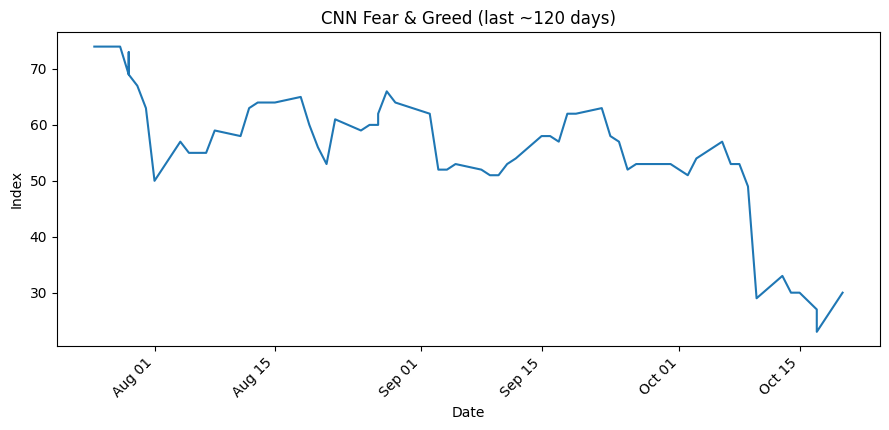 CNN Fear & Greed (last ~120 days)
Index
70
60
50
40
30
Aug 01
Aug 15
Sep 01
Sep 15
Oct 01
Oct 15
Date